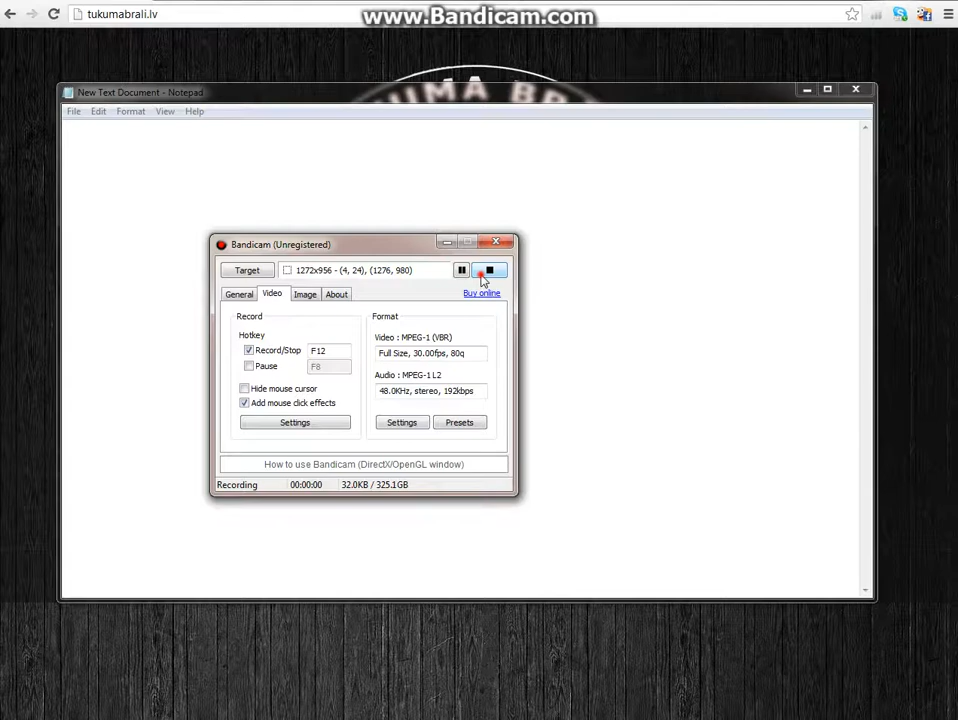 www.Bandicam.com
tukumabrali.lv
UMA BR
New Text Document - Notepad
File Edit Format View Help
Bandicam (Unregistered)
Target
1272x956 - (4, 24), (1276, 980)
General Video Image About
Buy online
Record
Format
Hotkey
Record/Stop F12
Pause F8
Hide mouse cursor
Add mouse click effects
Settings
Video : MPEG-1 (VBR)
Full Size, 30.00fps, 80q
Audio : MPEG-1 L2
48.0KHz, stereo, 192kbps
Settings Presets
How to use Bandicam (DirectX/OpenGL window)
Recording 00:00:00 32.0KB / 325.1GB